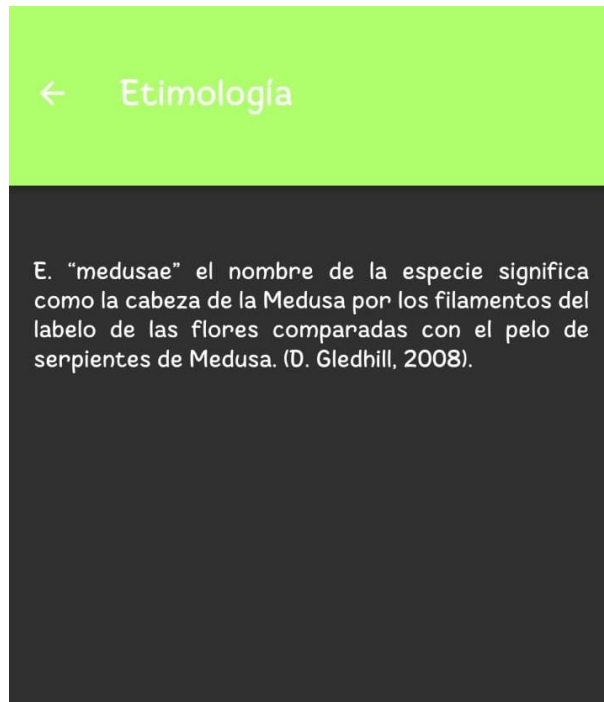 Etimología
E. “medusae” el nombre de la especie significa
como la cabeza de la Medusa por los filamentos del
labelo de las flores comparadas con el pelo de
serpientes de Medusa. (D. Gledhill, 2008).